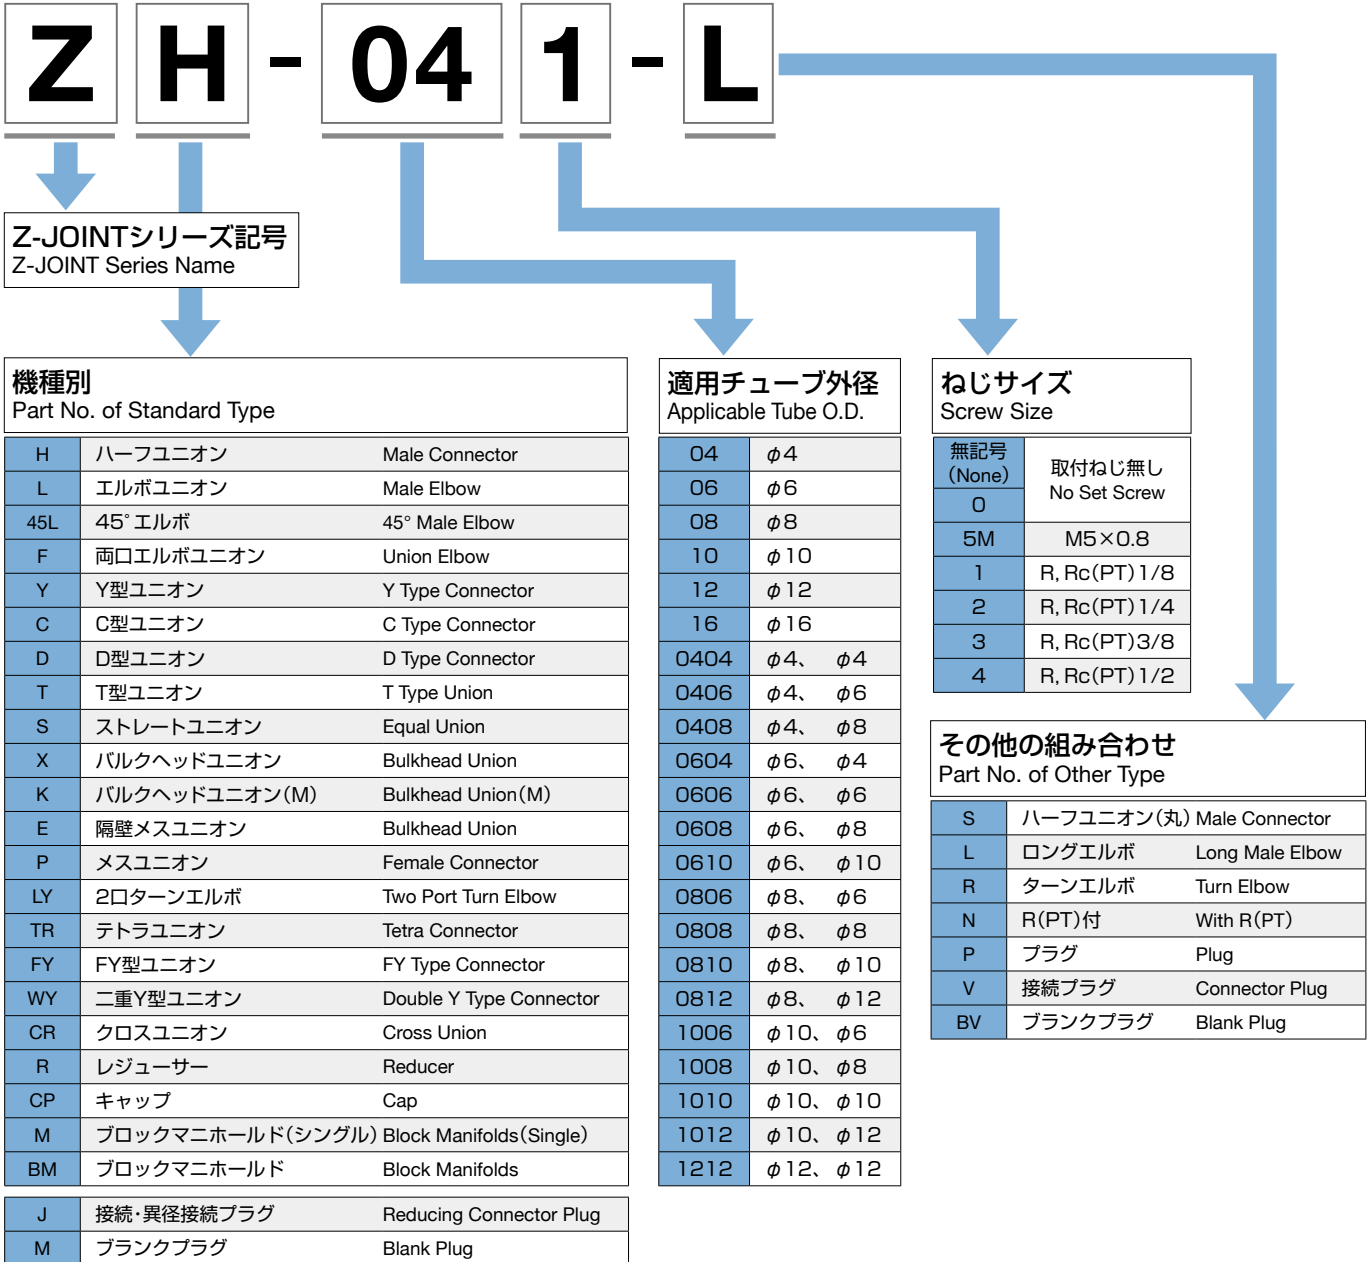 ZH-041-L
Z-JOINTシリーズ記号
Z-JOINT Series Name
機種別
Part No. of Standard Type
H ハーフユニオン Male Connector
L エルボユニオン Male Elbow
45L 45°エルボ 45° Male Elbow
F 両口エルボユニオン Union Elbow
Y Y型ユニオン Y Type Connector
C C型ユニオン C Type Connector
D D型ユニオン D Type Connector
T T型ユニオン T Type Union
S ストレートユニオン Equal Union
X バルクヘッドユニオン Bulkhead Union
K バルクヘッドユニオン(M) Bulkhead Union(M)
E 隔壁メスユニオン Bulkhead Union
P メスユニオン Female Connector
LY 2口ターンエルボ Two Port Turn Elbow
TR テトラユニオン Tetra Connector
FY FY型ユニオン FY Type Connector
WY 二重Y型ユニオン Double Y Type Connector
CR クロスユニオン Cross Union
R レジューサー Reducer
CP キャップ Cap
M ブロックマニホールド(シングル) Block Manifolds(Single)
BM ブロックマニホールド Block Manifolds
J 接続・異径接続プラグ Reducing Connector Plug
M ブランクプラグ Blank Plug
適用チューブ外径
Applicable Tube O.D.
04 φ4
06 φ6
08 φ8
10 φ10
12 φ12
16 φ16
0404 φ4、 φ4
0406 φ4、 φ6
0408 φ4、 φ8
0604 φ6、 φ4
0606 φ6、 φ6
0608 φ6、 φ8
0610 φ6、 φ10
0806 φ8、 φ6
0808 φ8、 φ8
0810 φ8、 φ10
0812 φ8、 φ12
1006 φ10、 φ6
1008 φ10、 φ8
1010 φ10、 φ10
1012 φ10、 φ12
1212 φ12、 φ12
ねじサイズ
Screw Size
無記号
(None)
0
取付ねじ無し
No Set Screw
5M M5×0.8
1 R, Rc(PT)1/8
2 R, Rc(PT)1/4
3 R, Rc(PT)3/8
4 R, Rc(PT)1/2
その他の組み合わせ
Part No. of Other Type
S ハーフユニオン(丸) Male Connector
L ロングエルボ Long Male Elbow
R ターンエルボ Turn Elbow
N R(PT)付 With R(PT)
P プラグ Plug
V 接続プラグ Connector Plug
BV ブランクプラグ Blank Plug